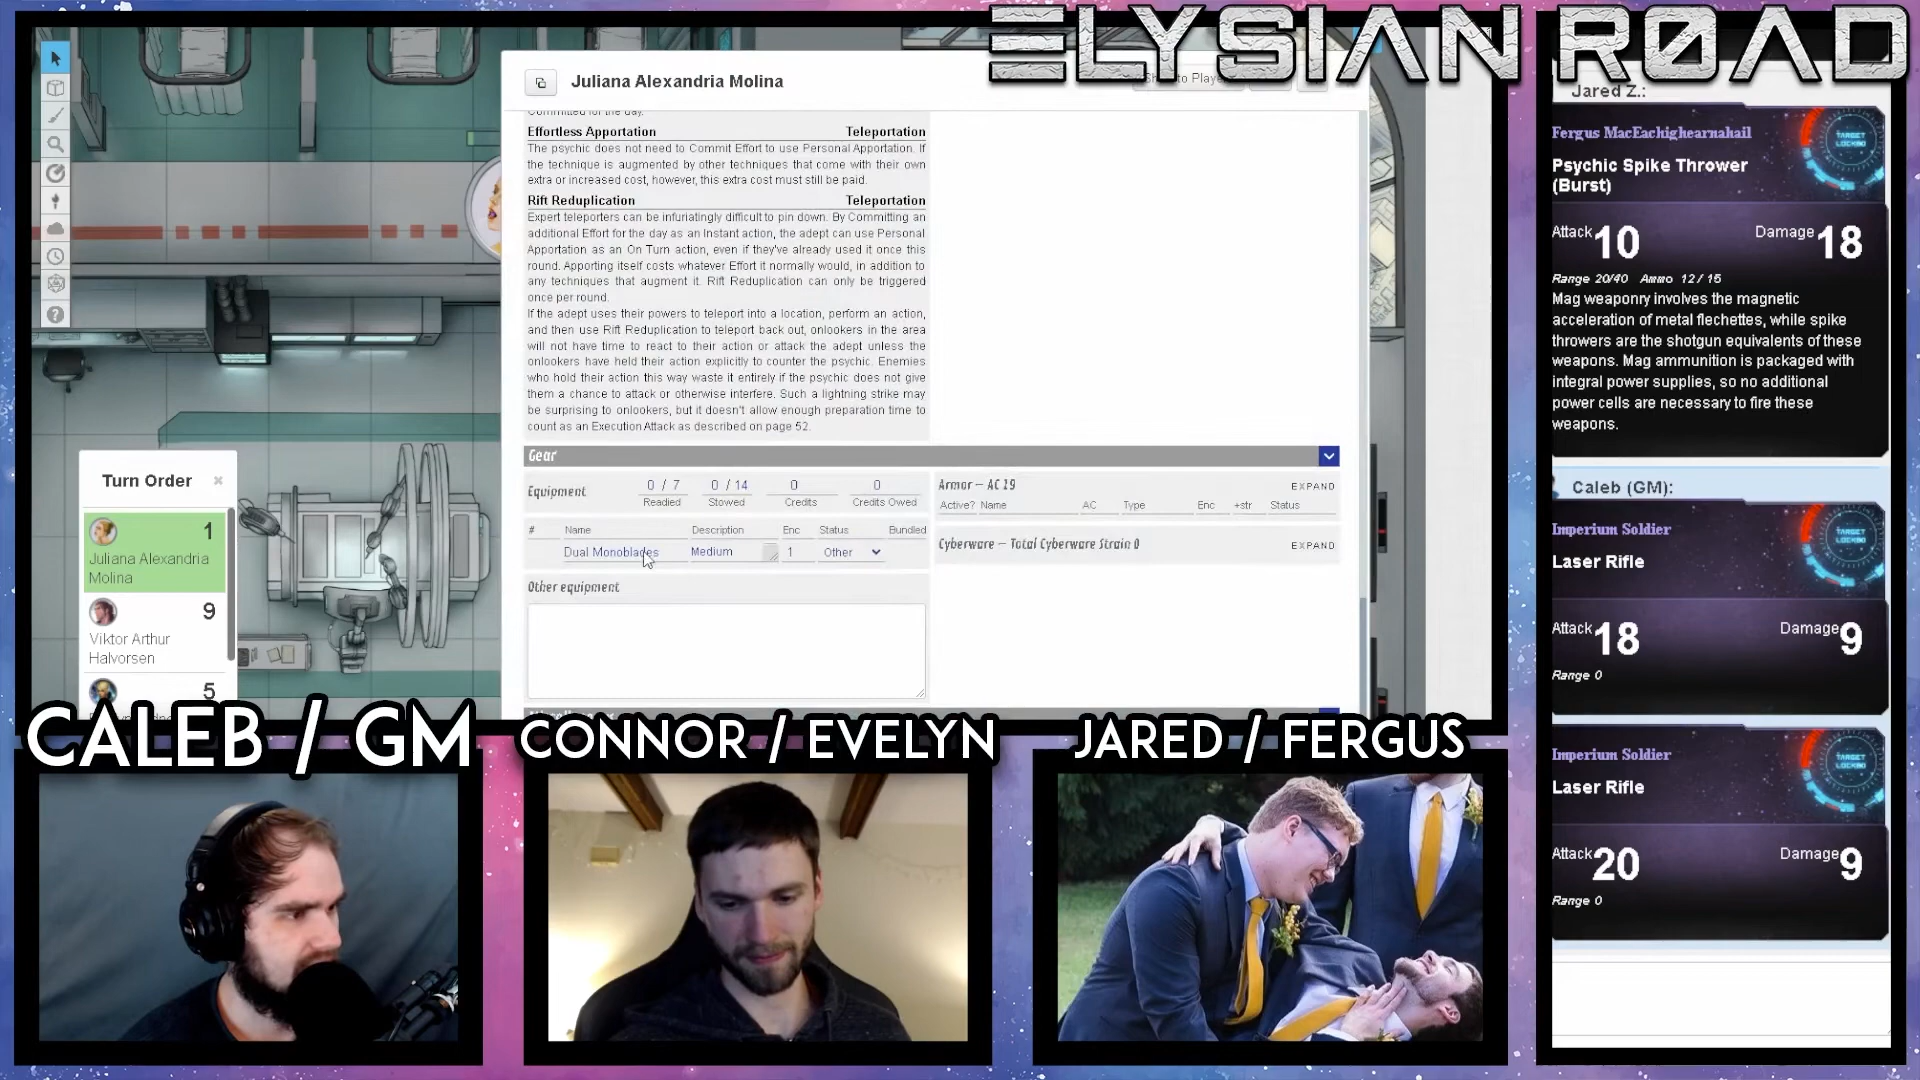 ELYSIAN RØAD
Juliana Alexandria Molina
Committed for the day.
Effortless Apportation Teleportation
The psychic does not need to Commit Effort to use Personal Apportation. If
the technique is augmented by other techniques that come with their own
extra or increased cost, however, this extra cost must still be paid.
Rift Reduplication Teleportation
Expert teleporters can be infuriatingly difficult to pin down. By Committing an
additional Effort for the day as an Instant action, the adept can use Personal
Apportation as an On Turn action, even if they've already used it once this
round. Apporting itself costs whatever Effort it normally would, in addition to
any techniques that augment it. Rift Reduplication can only be triggered
once per round.
If the adept uses their powers to teleport into a location, perform an action,
and then use Rift Reduplication to teleport back out, onlookers in the area
will not have time to react to their action or attack the adept unless the
onlookers have held their action explicitly to counter the psychic. Enemies
who hold their action this way waste it entirely if the psychic does not give
them a chance to attack or otherwise interfere. Such a lightning strike may
be surprising to onlookers, but it doesn't allow enough preparation time to
count as an Execution Attack as described on page 52.
Gear
Equipment
0 / 7 0 / 14 0 0
Readied Stowed Credits Credits Owed
# Name Description Enc Status Bundled
Dual Monoblades Medium 1 Other
Other equipment
Armor – AC 19 EXPAND
Active? Name AC Type Enc +str Status
Cyberware – Total Cyberware Strain 0 EXPAND
Turn Order ×
Juliana Alexandria
Molina 1
Viktor Arthur
Halvorsen 9
5
Jared Z.:
Fergus MacEachighearnahail
Psychic Spike Thrower
(Burst)
TARGET LOCKED
Attack 10 Damage 18
Range 20/40 Ammo 12 / 15
Mag weaponry involves the magnetic
acceleration of metal flechettes, while spike
throwers are the shotgun equivalents of these
weapons. Mag ammunition is packaged with
integral power supplies, so no additional
power cells are necessary to fire these
weapons.
Caleb (GM):
Imperium Soldier
Laser Rifle
TARGET LOCKED
Attack 18 Damage 9
Range 0
Imperium Soldier
Laser Rifle
TARGET LOCKED
Attack 20 Damage 9
Range 0
CALEB / GM
CONNOR / EVELYN
JARED / FERGUS